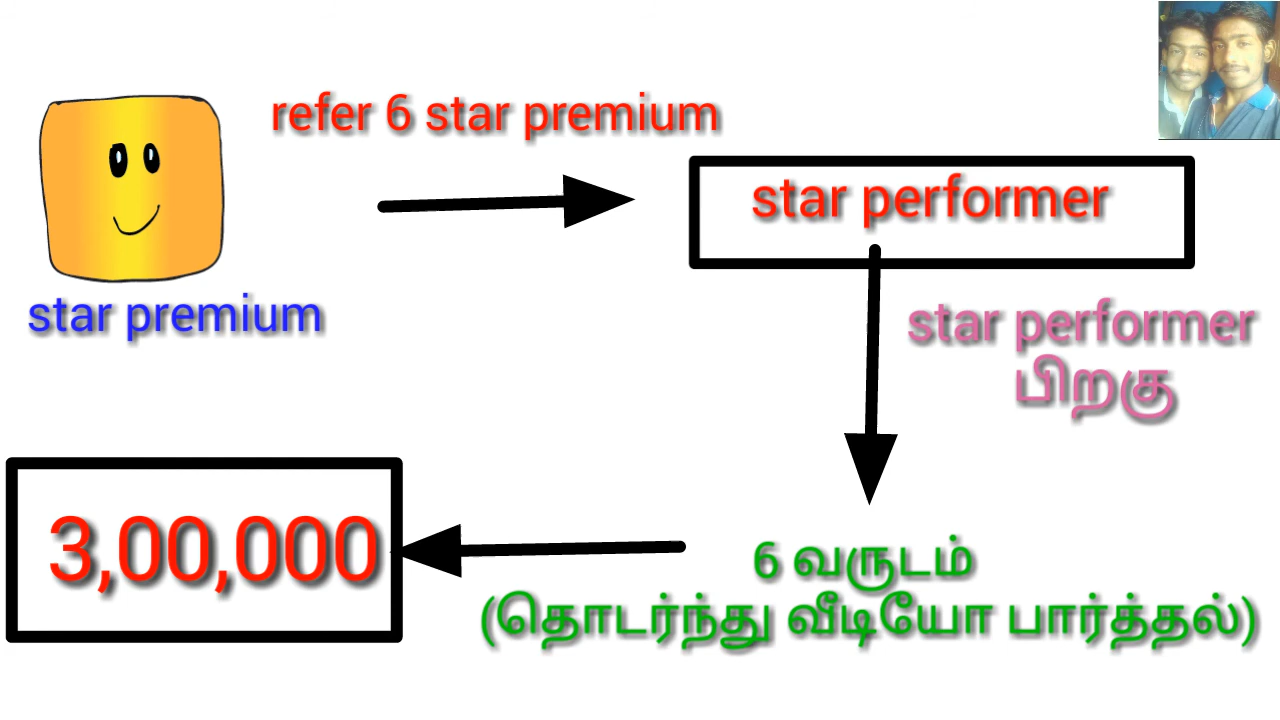 refer 6 star premium
star performer
star premium
star performer
பிறகு
6 வருடம்
(தொடர்ந்து வீடியோ பார்த்தல்)
3,00,000